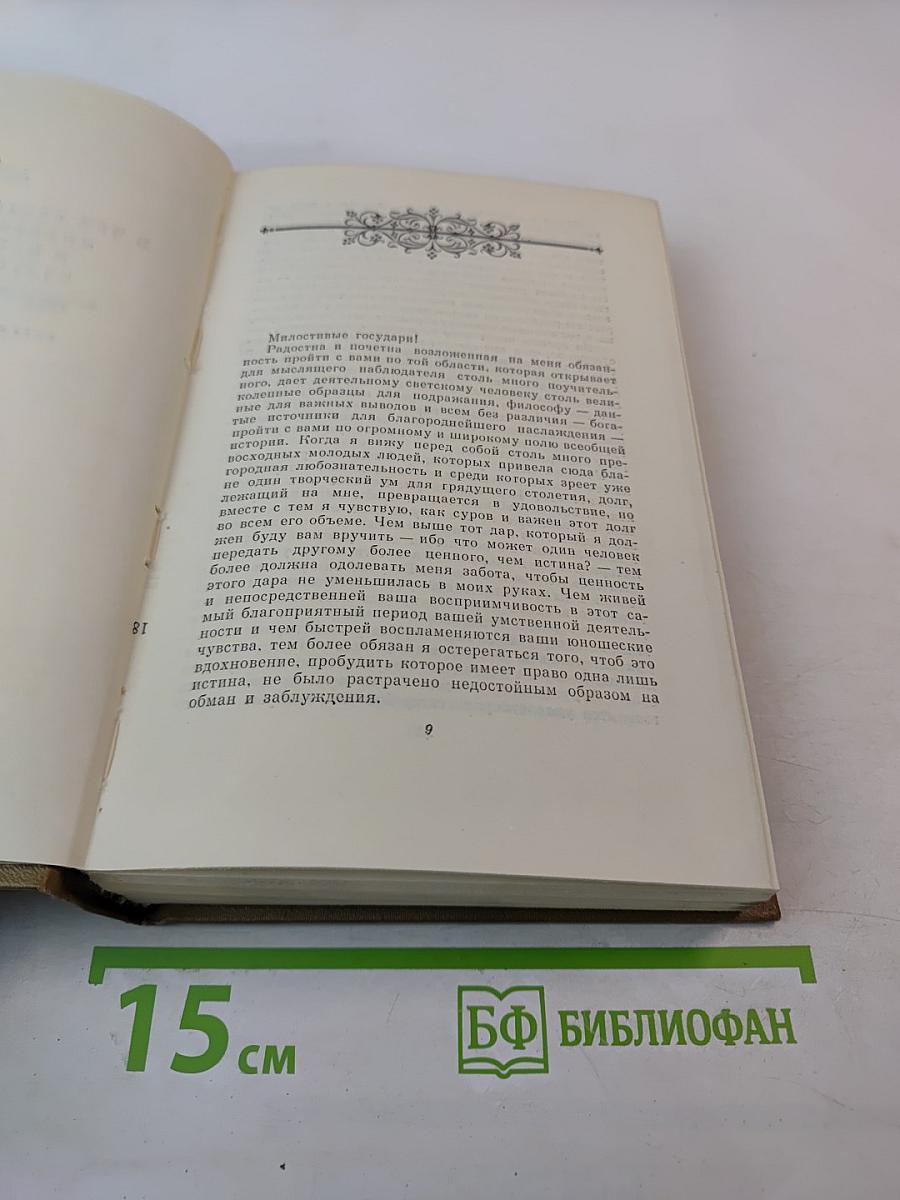 Милостивые государи!
Радостна и почетна возложенная на меня обязан-
ность пройти с вами по той области, которая открывает
для мыслящего наблюдателя столь много поучитель-
ного, дает деятельному светскому человеку столь вели-
колепные образцы для подражания, философу — дан-
ные для важных выводов и всем без различия — бога-
тые источники для благороднейшего наслаждения —
пройти с вами по огромному и широкому полю всеобщей
истории. Когда я вижу перед собой столь много пре-
восходных молодых людей, которых привела сюда бла-
городная любознательность и среди которых зреет уже
не один творческий ум для грядущего столетия, долг,
лежащий на мне, превращается в удовольствие, но
вместе с тем я чувствую, как суров и важен этот долг
во всем его объеме. Чем выше тот дар, который я дол-
жен буду вам вручить — ибо что может один человек
передать другому более ценного, чем истина? — тем
более должна одолевать меня забота, чтобы ценность
этого дара не уменьшилась в моих руках. Чем живей
и непосредственней ваша восприимчивость в этот са-
мый благоприятный период вашей умственной деятель-
ности и чем быстрей воспламеняются ваши юношеские
чувства, тем более обязан я остерегаться того, чтоб это
вдохновение, пробудить которое имеет право одна лишь
истина, не было растрачено недостойным образом на
обман и заблуждения.
9
18
15 см
БФ БИБЛИОФАН